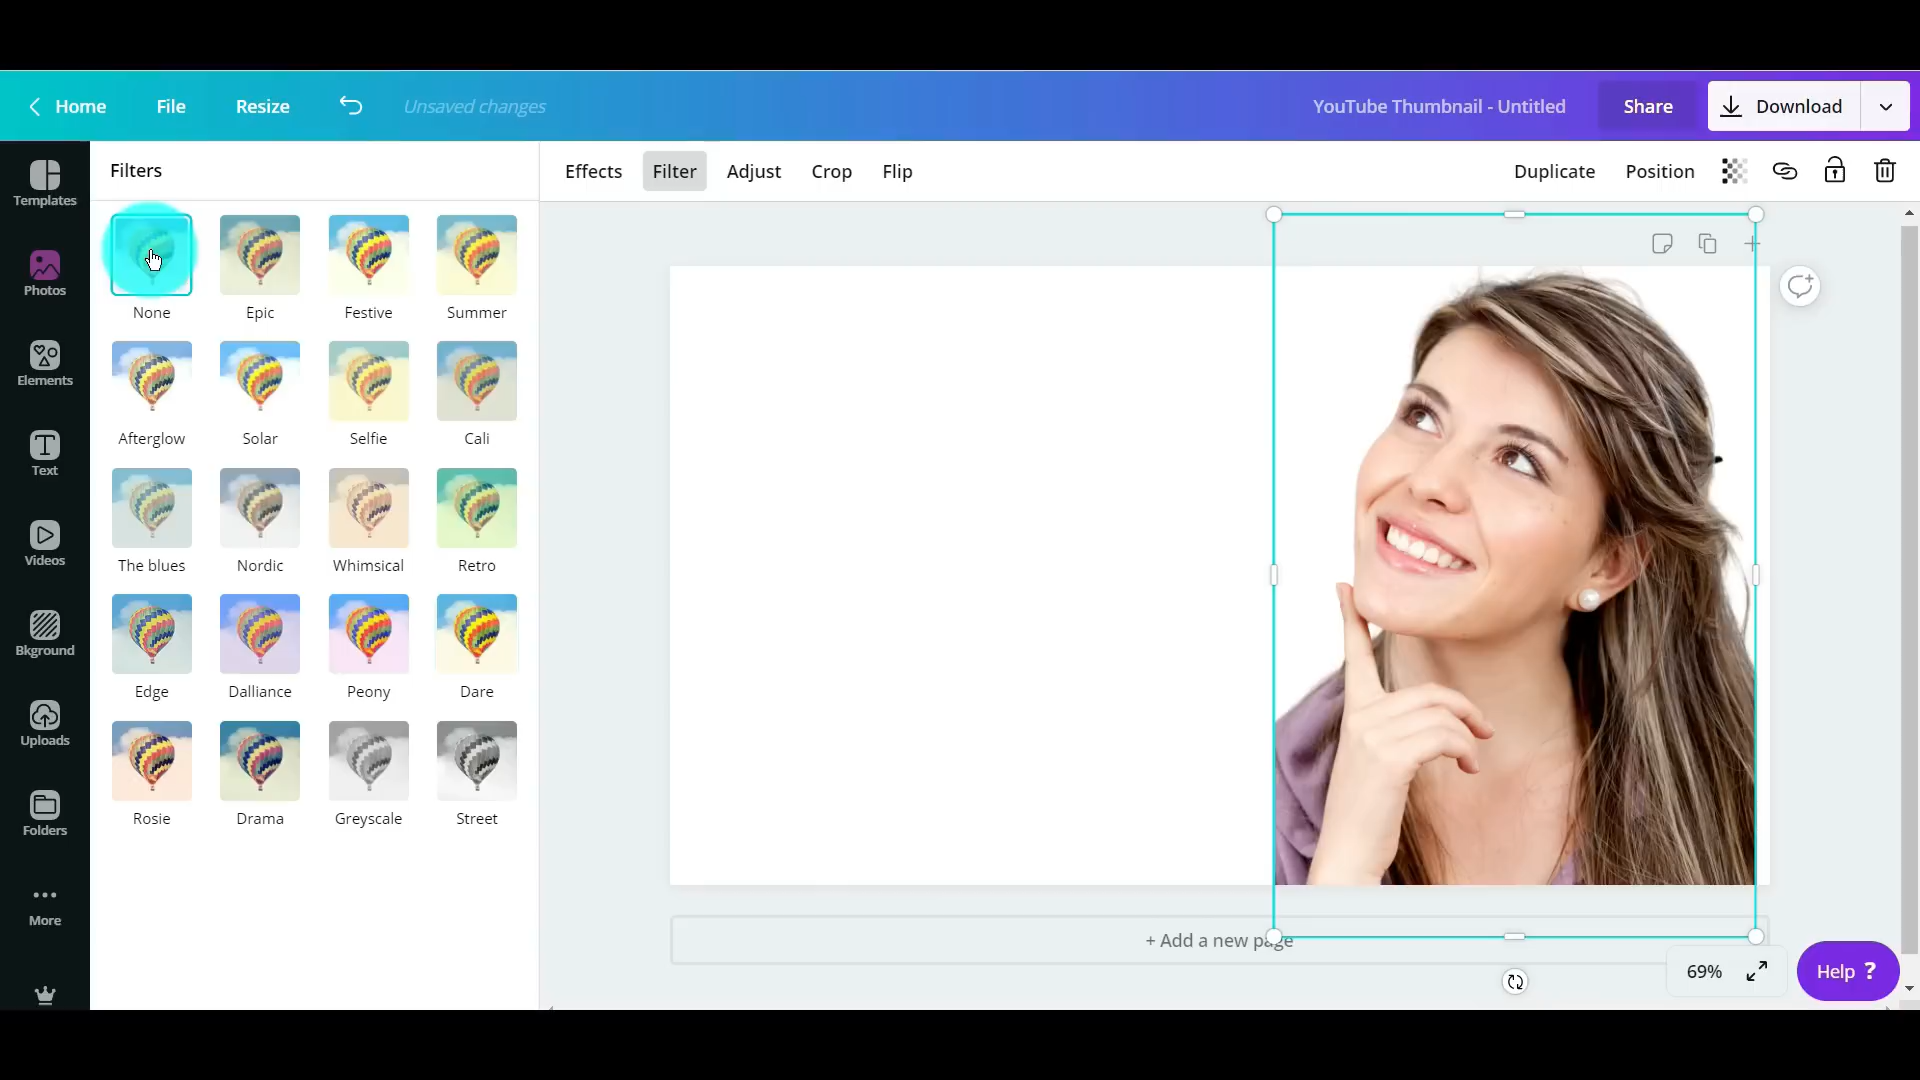 Home File Resize Unsaved changes YouTube Thumbnail - Untitled Share Download
Filters Effects Filter Adjust Crop Flip Duplicate Position
Templates
Photos
Elements
Text
Videos
Bkground
Uploads
Folders
More
None Epic Festive Summer
Afterglow Solar Selfie Cali
The blues Nordic Whimsical Retro
Edge Dalliance Peony Dare
Rosie Drama Greyscale Street
+ Add a new page
69% Help ?